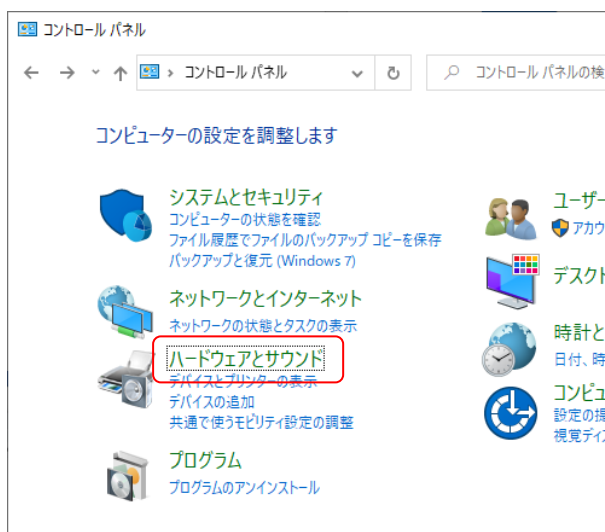 コントロール パネル
コントロール パネル
コントロール パネルの検
コンピューターの設定を調整します
システムとセキュリティ
コンピューターの状態を確認
ファイル履歴でファイルのバックアップ コピーを保存
バックアップと復元 (Windows 7)
ネットワークとインターネット
ネットワークの状態とタスクの表示
ハードウェアとサウンド
デバイスとプリンターの表示
デバイスの追加
共通で使うモビリティ設定の調整
プログラム
プログラムのアンインストール
ユーザー
アカウ
デスクト
時計と
日付、時
コンピュ
設定の提
視覚ディ